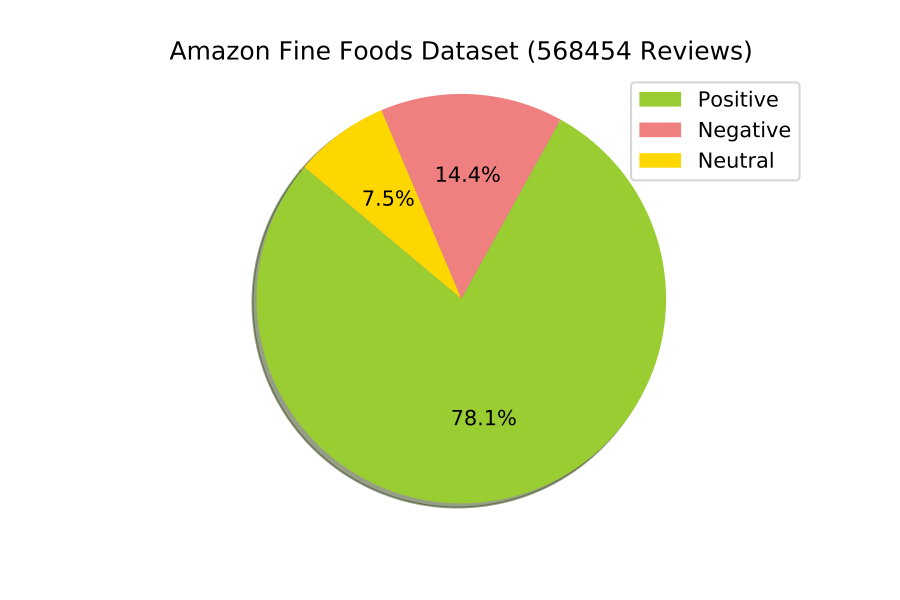 Amazon Fine Foods Dataset (568454 Reviews)
Positive
Negative
Neutral
14.4%
7.5%
78.1%